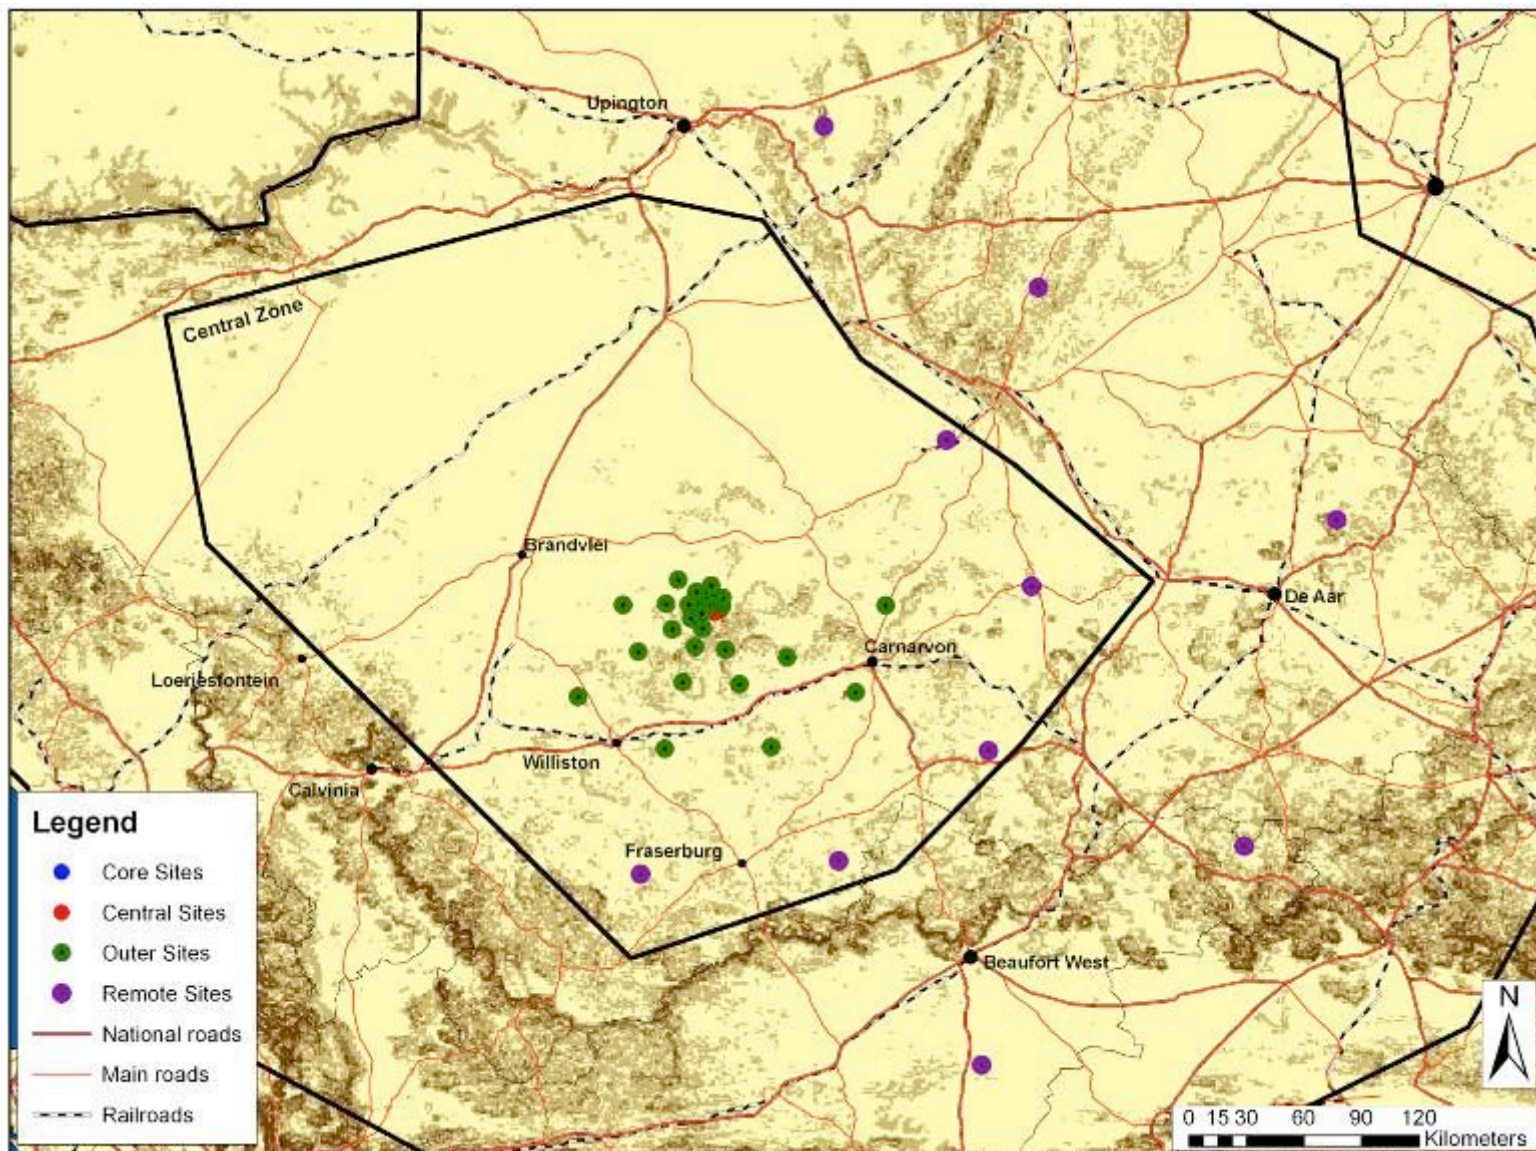 Upington
Central Zone
Brandvlei
De Aar
Carnarvon
Loeriesfontein
Williston
Calvinia
Fraserburg
Beaufort West
Legend
Core Sites
Central Sites
Outer Sites
Remote Sites
National roads
Main roads
Railroads
N
0 15 30 60 90 120
Kilometers